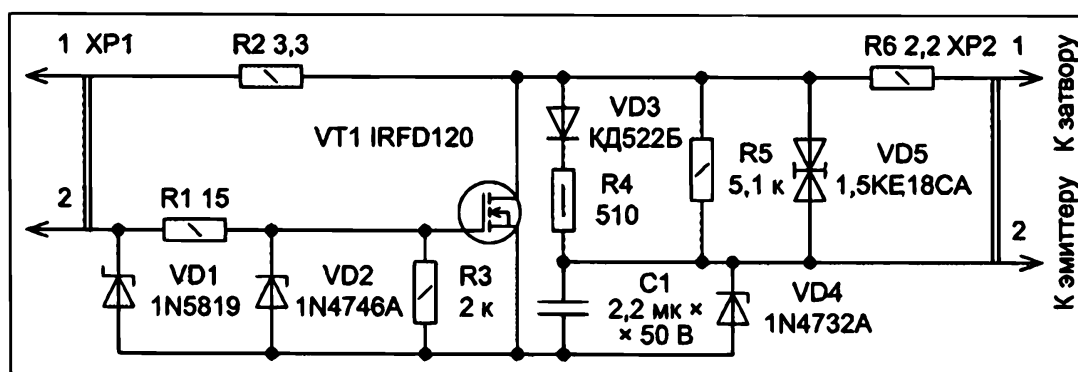 1 XP1
R2 3,3
R6 2,2 XP2 1
К затвору
VD3
КД522Б
VT1 IRFD120
R5
5,1 к
VD5
1,5КЕ18СА
R4
510
2
R1 15
2
К эмиттеру
VD1
1N5819
VD2
1N4746A
R3
2 к
C1
2,2 мк ×
× 50 В
VD4
1N4732A